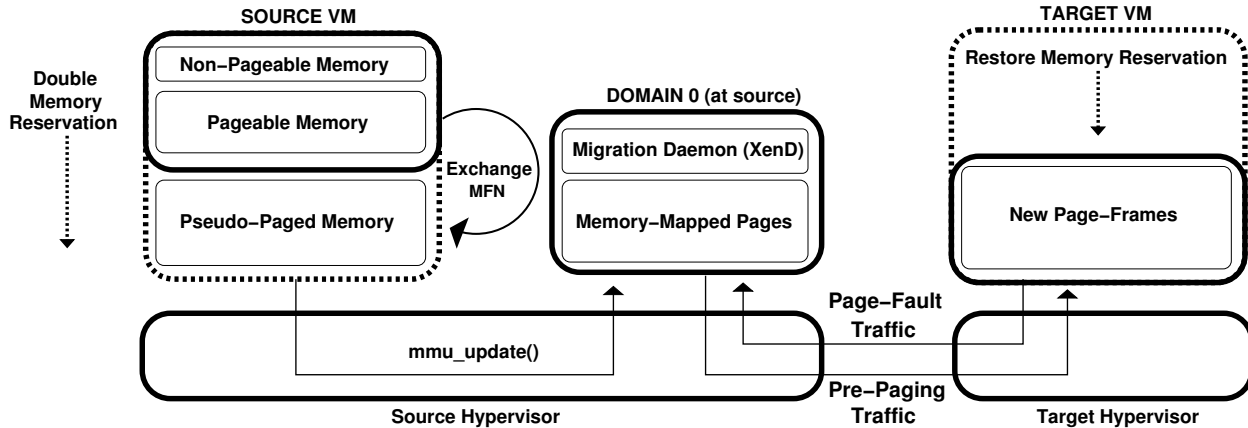 SOURCE VM
Non-Pageable Memory
Pageable Memory
Pseudo-Paged Memory
Double
Memory
Reservation
Exchange
MFN
DOMAIN 0 (at source)
Migration Daemon (XenD)
Memory-Mapped Pages
TARGET VM
Restore Memory Reservation
New Page-Frames
mmu_update()
Page-Fault
Traffic
Pre-Paging
Traffic
Source Hypervisor
Target Hypervisor